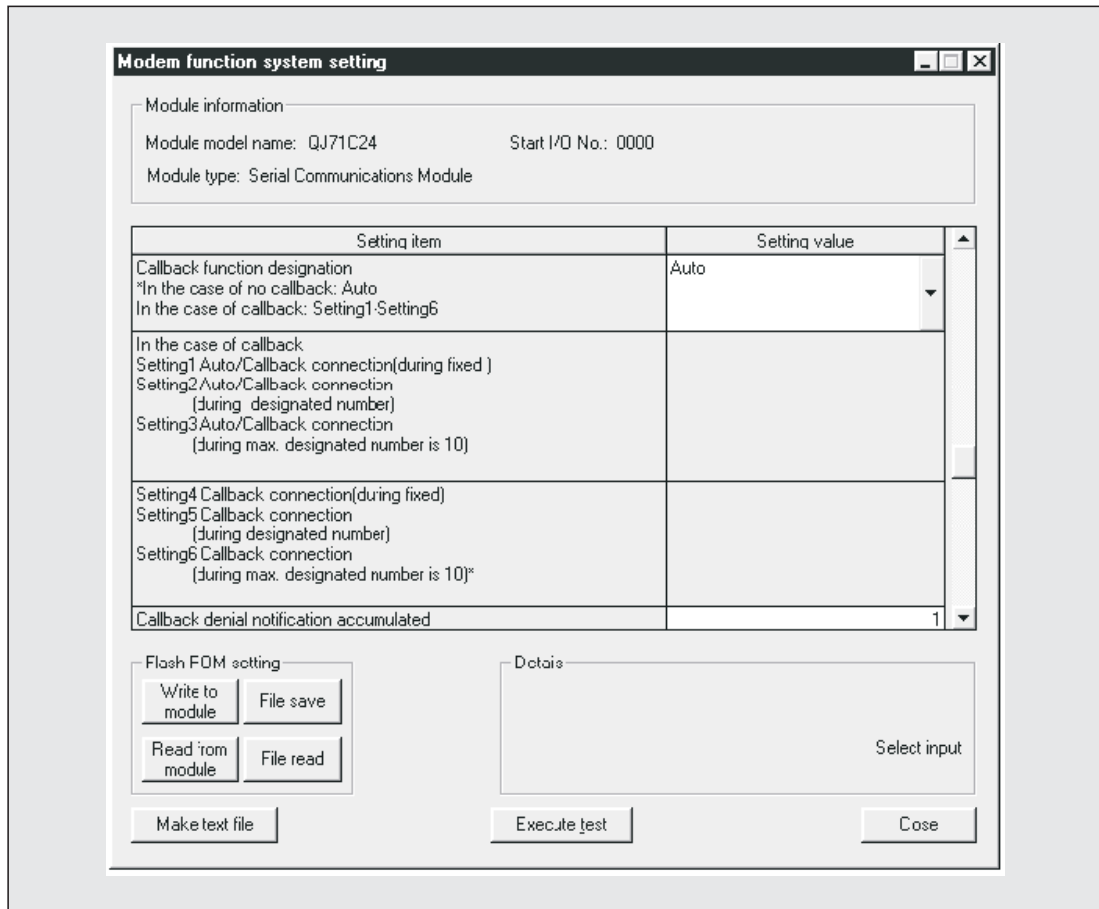 Modem function system setting
Module information
Module model name: QJ71C24 Start I/O No.: 0000
Module type: Serial Communications Module
Setting item Setting value
Callback function designation Auto
*In the case of no callback: Auto
In the case of callback: Setting1-Setting6
In the case of callback
Setting1 Auto/Callback connection(during fixed )
Setting2 Auto/Callback connection
(during designated number)
Setting3 Auto/Callback connection
(during max. designated number is 10)
Setting4 Callback connection(during fixed)
Setting5 Callback connection
(during designated number)
Setting6 Callback connection
(during max. designated number is 10)*
Callback denial notification accumulated 1
Flash FOM setting Detais
Write to
module
File save
Read from
module
File read
Select input
Make text file Execute test Cose